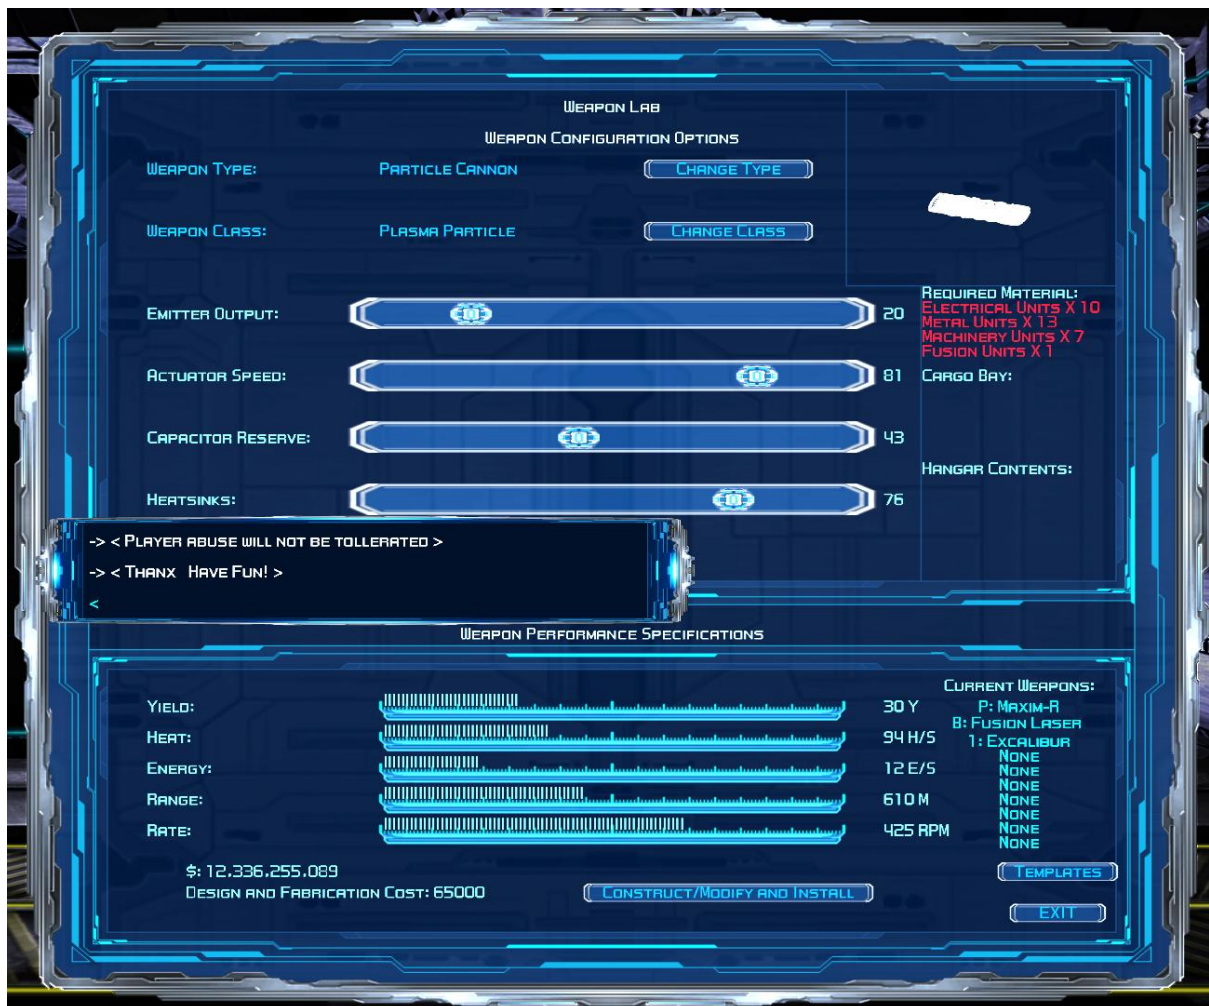 Weapon Lab
Weapon Configuration Options
Weapon Type: Particle Cannon Change Type
Weapon Class: Plasma Particle Change Class
Required Material:
Electrical Units X 10
Metal Units X 13
Machinery Units X 7
Fusion Units X 1
Emitter Output: 20
Actuator Speed: 81
Cargo Bay:
Capacitor Reserve: 43
Hangar Contents:
Heatsinks: 76
-> < Player abuse will not be tollerated >
-> < Thanx Have Fun! >
<
Weapon Performance Specifications
Yield: 30 Y
Heat: 94 H/S
Energy: 12 E/S
Range: 610 M
Rate: 425 RPM
Current Weapons:
P: Maxim-R
B: Fusion Laser
1: Excalibur
None
None
None
None
None
None
None
$: 12,336,255,089
Design and Fabrication Cost: 65000
Construct/Modify and Install
Templates
Exit